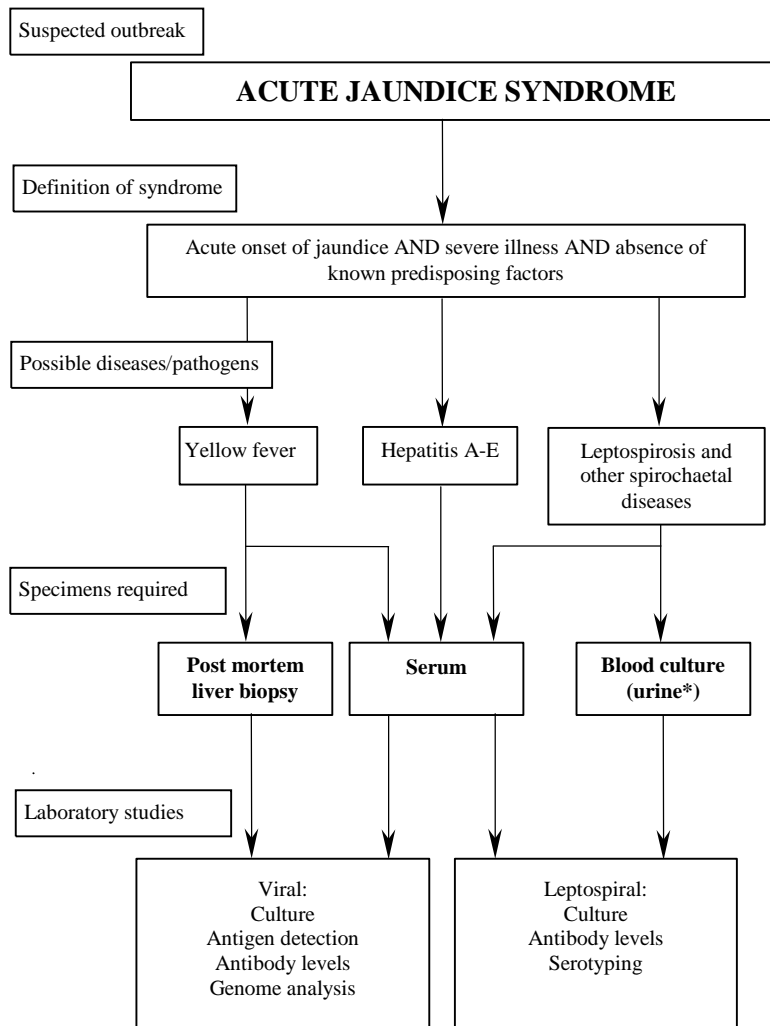 Suspected outbreak
ACUTE JAUNDICE SYNDROME
Definition of syndrome
Acute onset of jaundice AND severe illness AND absence of
known predisposing factors
Possible diseases/pathogens
Yellow fever
Hepatitis A-E
Leptospirosis and
other spirochaetal
diseases
Specimens required
Post mortem
liver biopsy
Serum
Blood culture
(urine*)
.
Laboratory studies
Viral:
Culture
Antigen detection
Antibody levels
Genome analysis
Leptospiral:
Culture
Antibody levels
Serotyping